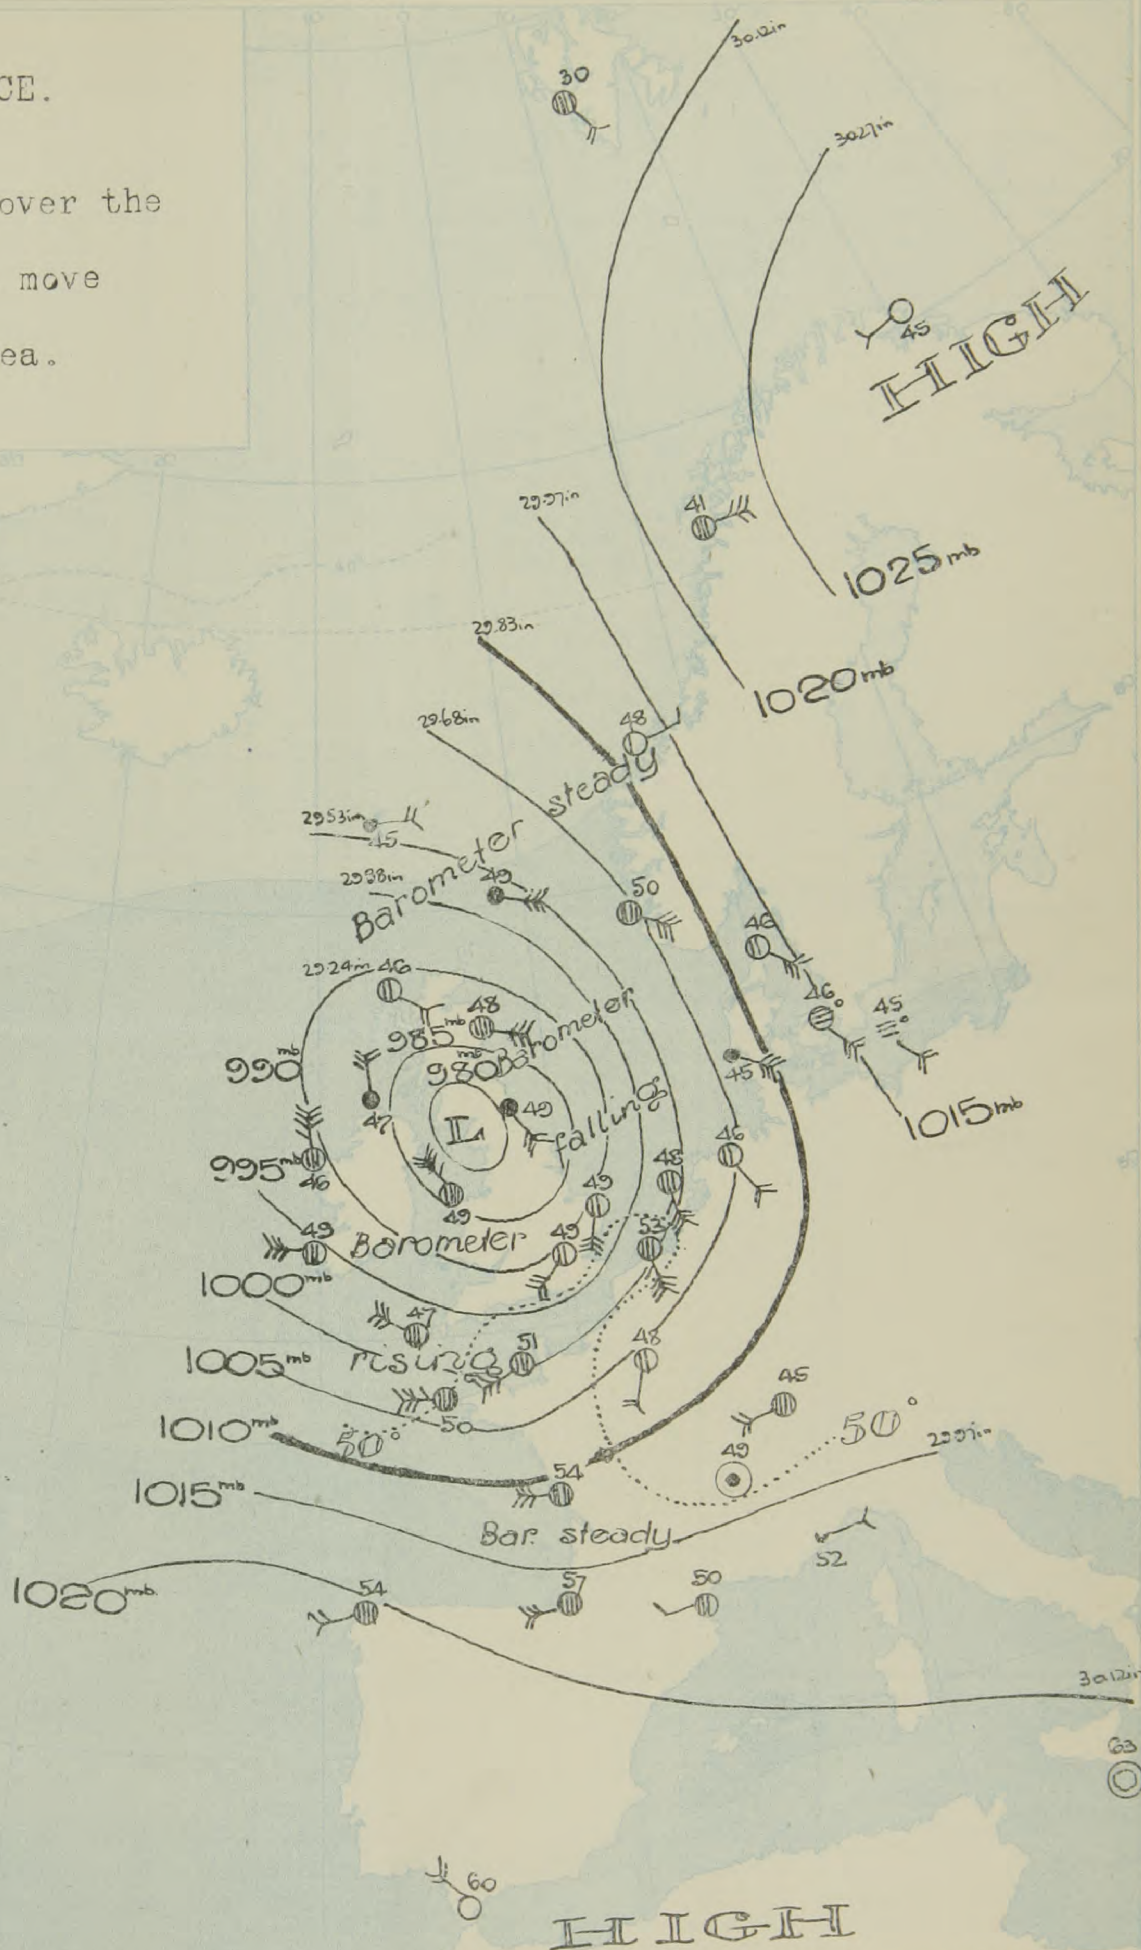 CE.
over the
move
ea.
30
30.12in
30.27in
45
HIGH
29.97in
41
1025mb
29.83in
1020mb
29.68in
48
Barometer steady
29.53in
45
49
29.38in
50
46
29.24in
46
985mb
48
Barometer
46°
45°
990mb
980mb
45
47
L
49
falling
1015mb
995mb
46
49
49
48
46
49
Barometer
49
53
1000mb
47
51
48
1005mb
rising
45
1010mb
50°
50
50°
54
49
29.97in
1015mb
Bar. steady
52
1020mb
54
57
50
30.12in
63
60
HIGH